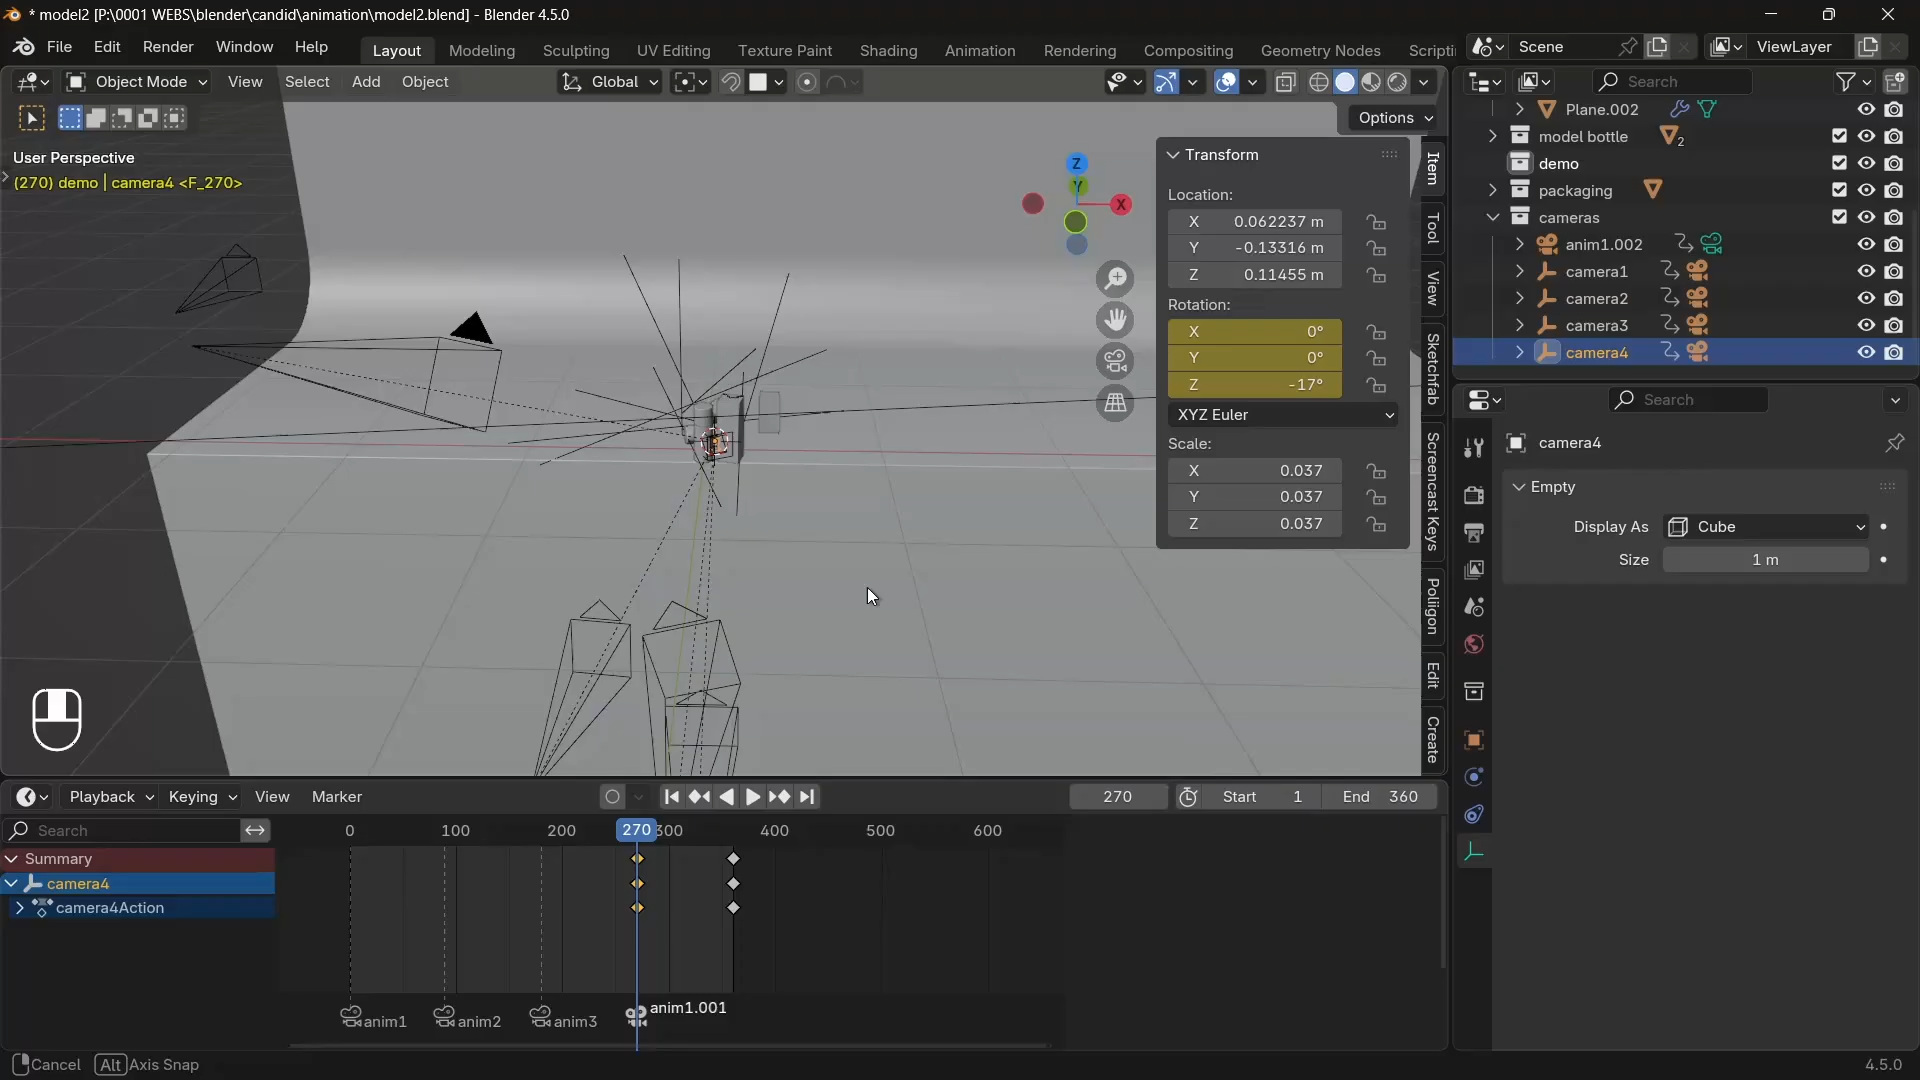 * model2 [P:\0001 WEBS\blender\candid\animation\model2.blend] - Blender 4.5.0
File Edit Render Window Help Layout Modeling Sculpting UV Editing Texture Paint Shading Animation Rendering Compositing Geometry Nodes Scripti Scene ViewLayer
Object Mode View Select Add Object Global Search
Options
User Perspective
(270) demo | camera4 <F_270>
Z
Y
X
Transform
Location:
X 0.062237 m
Y -0.13316 m
Z 0.11455 m
Rotation:
X 0°
Y 0°
Z -17°
XYZ Euler
Scale:
X 0.037
Y 0.037
Z 0.037
Item
Tool
View
Sketchfab
Screencast Keys
Poliigon
Edit
Create
Plane.002
model bottle 2
demo
packaging
cameras
anim1.002
camera1
camera2
camera3
camera4
Search
camera4
Empty
Display As Cube
Size 1 m
Playback Keying View Marker 270 Start 1 End 360
Search 0 100 200 270 300 400 500 600
Summary
camera4
camera4Action
anim1 anim2 anim3 anim1.001
Cancel Alt Axis Snap 4.5.0